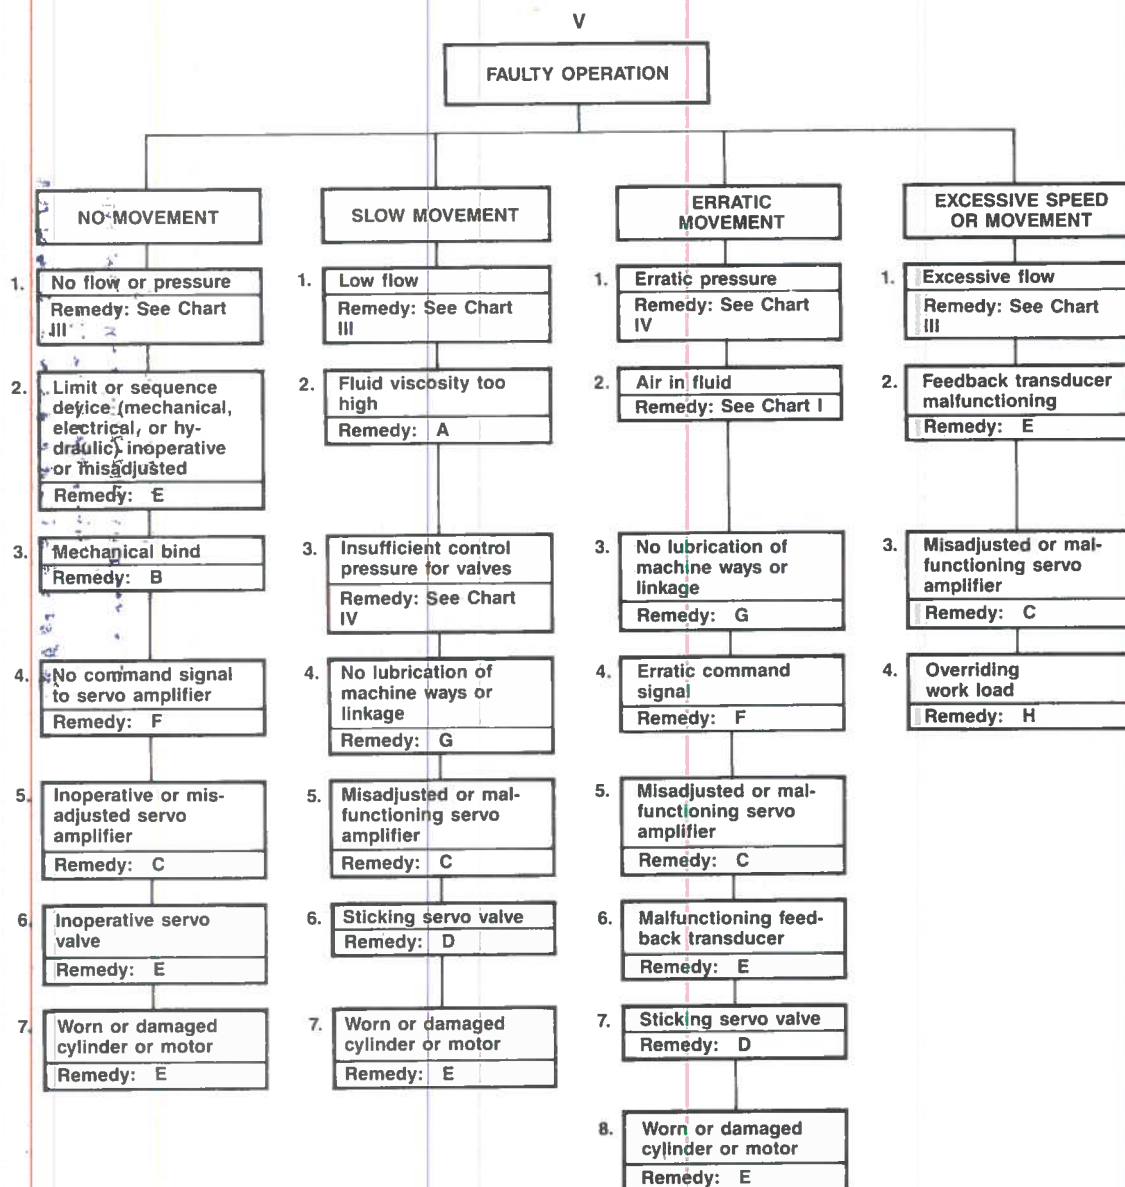 V
FAULTY OPERATION
NO MOVEMENT
1.
No flow or pressure
Remedy: See Chart
III
2.
Limit or sequence
device (mechanical,
electrical, or hy-
draulic) inoperative
or misadjusted
Remedy: E
3.
Mechanical bind
Remedy: B
4.
No command signal
to servo amplifier
Remedy: F
5.
Inoperative or mis-
adjusted servo
amplifier
Remedy: C
6.
Inoperative servo
valve
Remedy: E
7.
Worn or damaged
cylinder or motor
Remedy: E
SLOW MOVEMENT
1.
Low flow
Remedy: See Chart
III
2.
Fluid viscosity too
high
Remedy: A
3.
Insufficient control
pressure for valves
Remedy: See Chart
IV
4.
No lubrication of
machine ways or
linkage
Remedy: G
5.
Misadjusted or mal-
functioning servo
amplifier
Remedy: C
6.
Sticking servo valve
Remedy: D
7.
Worn or damaged
cylinder or motor
Remedy: E
ERRATIC
MOVEMENT
1.
Erratic pressure
Remedy: See Chart
IV
2.
Air in fluid
Remedy: See Chart I
3.
No lubrication of
machine ways or
linkage
Remedy: G
4.
Erratic command
signal
Remedy: F
5.
Misadjusted or mal-
functioning servo
amplifier
Remedy: C
6.
Malfunctioning feed-
back transducer
Remedy: E
7.
Sticking servo valve
Remedy: D
8.
Worn or damaged
cylinder or motor
Remedy: E
EXCESSIVE SPEED
OR MOVEMENT
1.
Excessive flow
Remedy: See Chart
III
2.
Feedback transducer
malfunctioning
Remedy: E
3.
Misadjusted or mal-
functioning servo
amplifier
Remedy: C
4.
Overriding
work load
Remedy: H